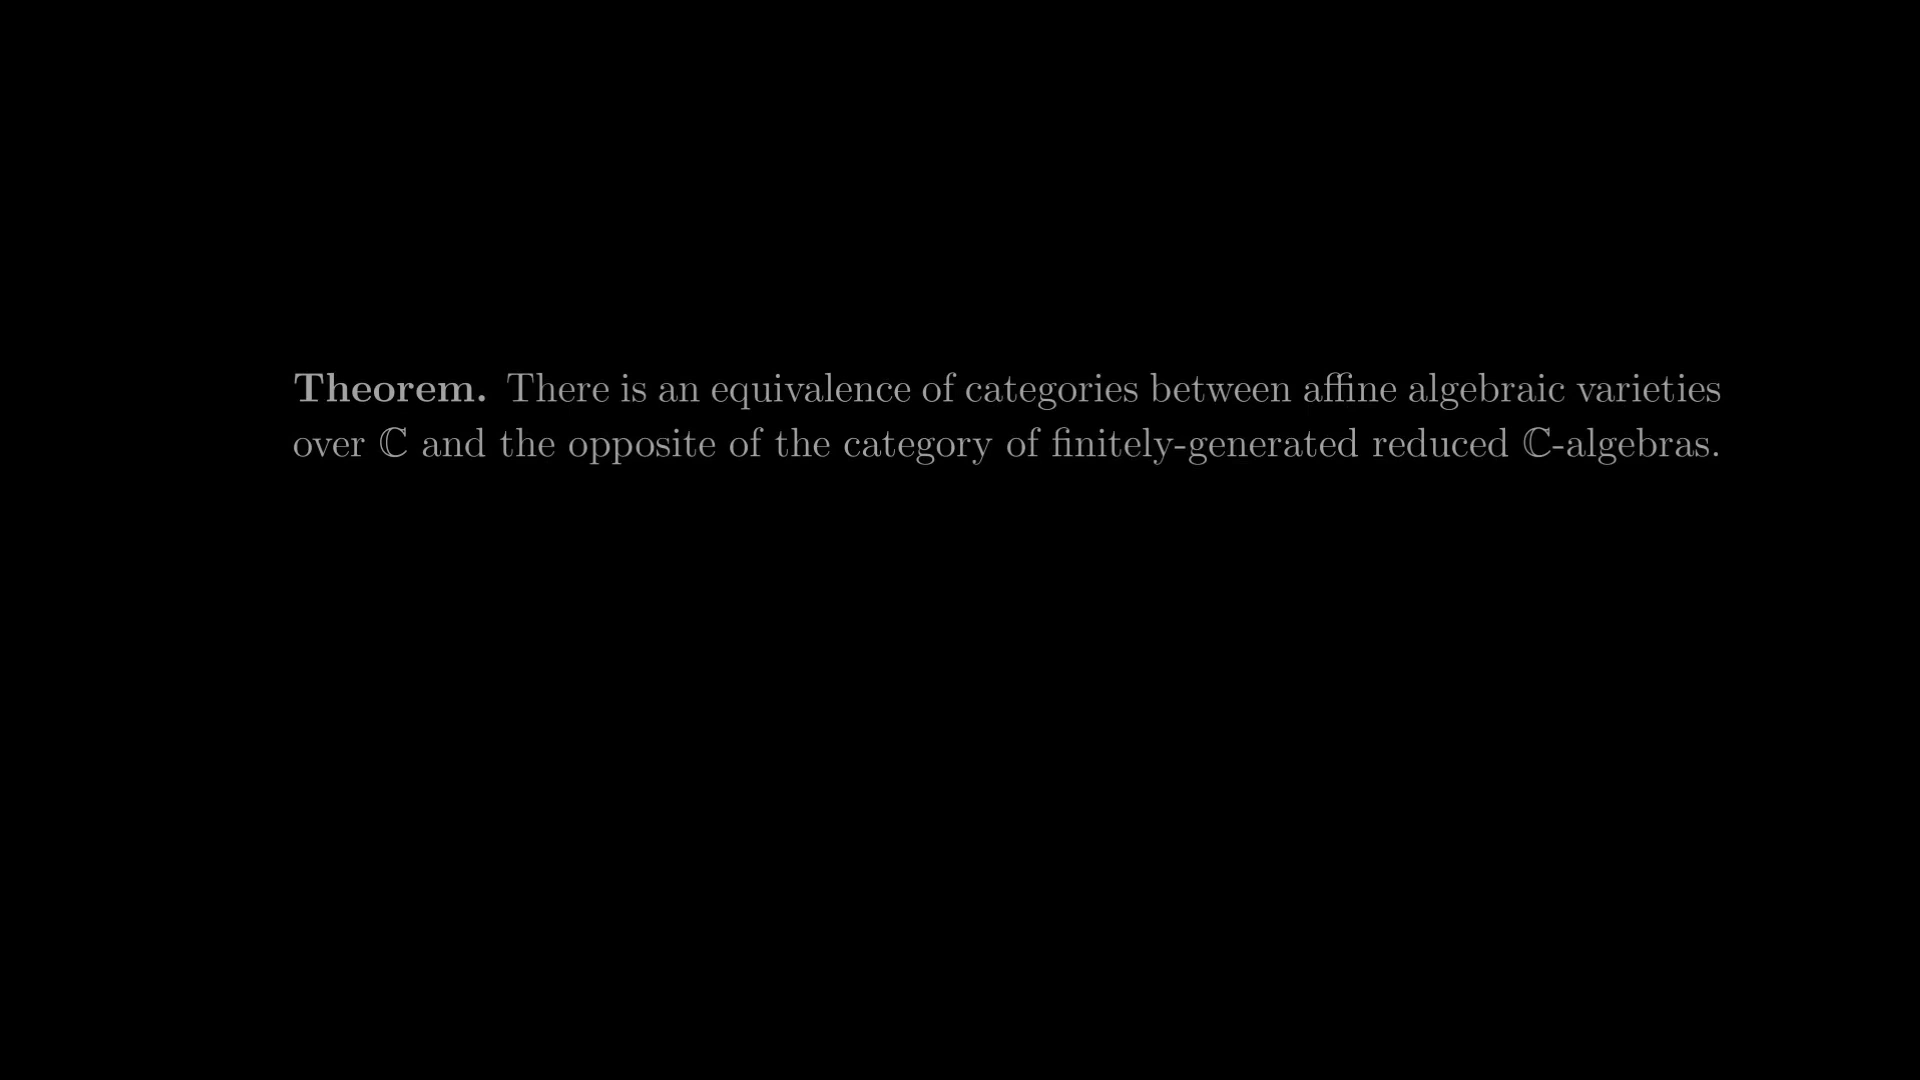 Theorem. There is an equivalence of categories between affine algebraic varieties
over ℂ and the opposite of the category of finitely-generated reduced ℂ-algebras.